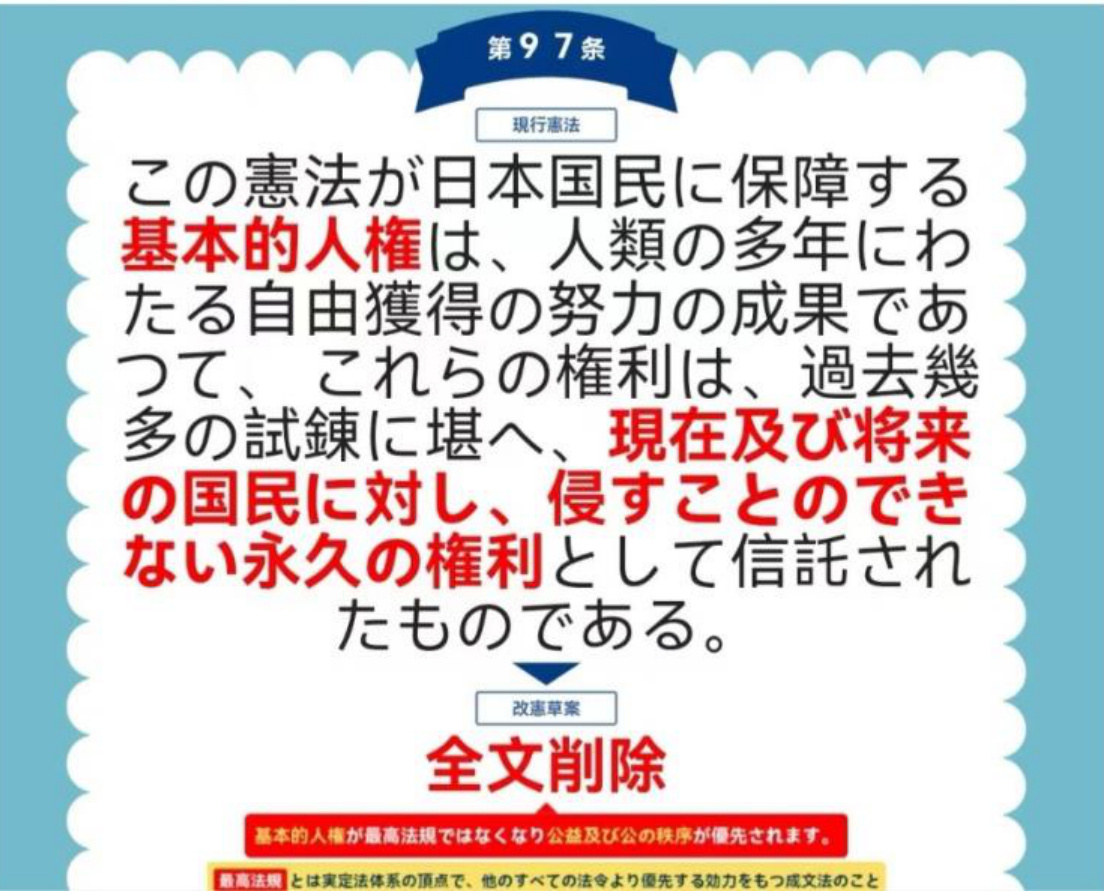 第97条
現行憲法
この憲法が日本国民に保障する
基本的人権は、人類の多年にわ
たる自由獲得の努力の成果であ
つて、これらの権利は、過去幾
多の試錬に堪へ、現在及び将来
の国民に対し、侵すことのでき
ない永久の権利として信託され
たものである。
改憲草案
全文削除
基本的人権が最高法規ではなくなり公益及び公の秩序が優先されます。
最高法規 とは実定法体系の頂点で、他のすべての法令より優先する効力をもつ成文法のこと